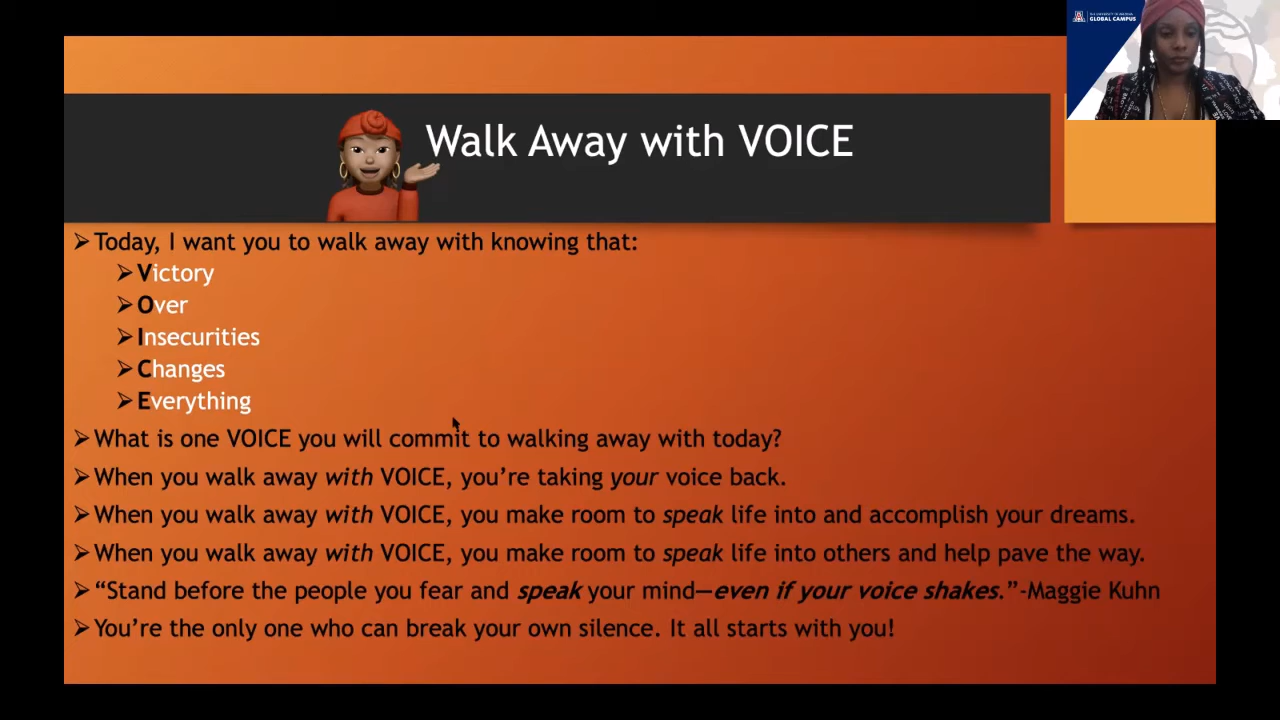 THE UNIVERSITY OF ARIZONA
GLOBAL CAMPUS
Walk Away with VOICE
Today, I want you to walk away with knowing that:
Victory
Over
Insecurities
Changes
Everything
What is one VOICE you will commit to walking away with today?
When you walk away with VOICE, you’re taking your voice back.
When you walk away with VOICE, you make room to speak life into and accomplish your dreams.
When you walk away with VOICE, you make room to speak life into others and help pave the way.
“Stand before the people you fear and speak your mind—even if your voice shakes.”-Maggie Kuhn
You’re the only one who can break your own silence. It all starts with you!